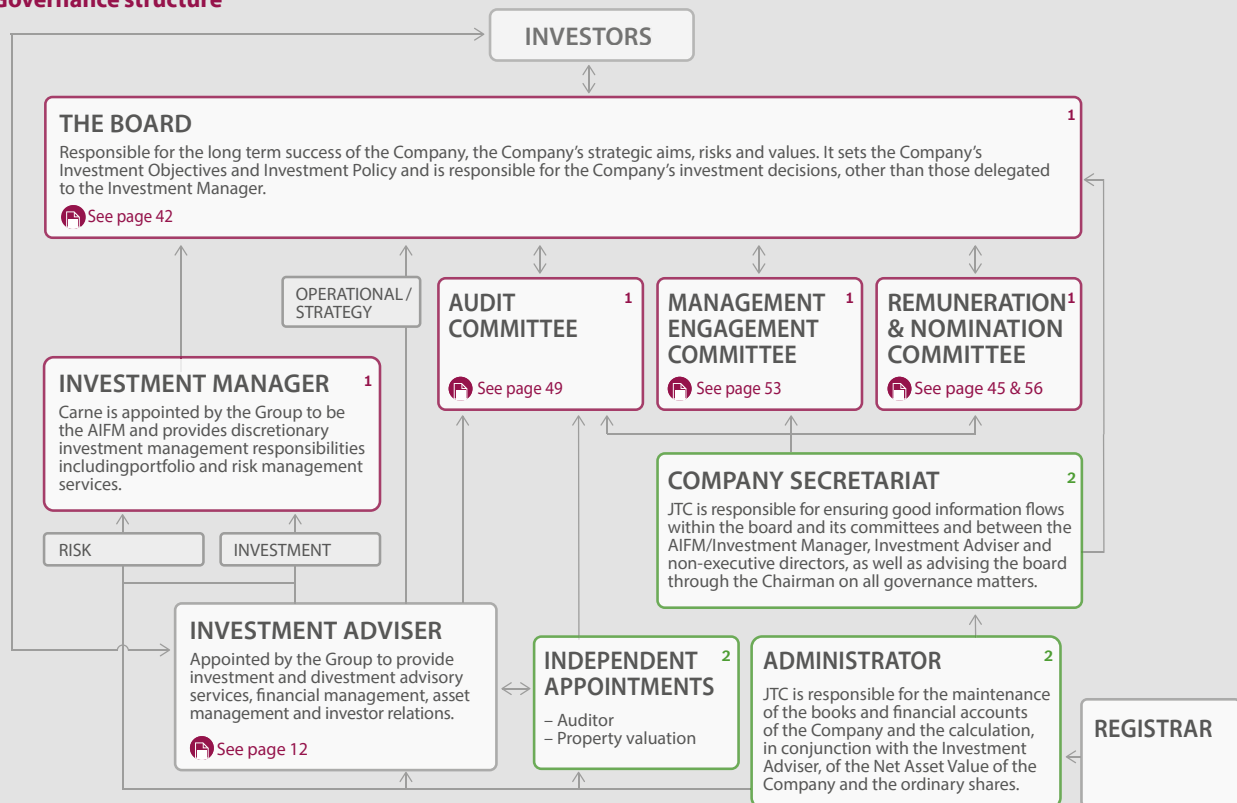 Governance structure
INVESTORS
THE BOARD
1
Responsible for the long term success of the Company, the Company's strategic aims, risks and values. It sets the Company's
Investment Objectives and Investment Policy and is responsible for the Company's investment decisions, other than those delegated
to the Investment Manager.
See page 42
OPERATIONAL /
STRATEGY
AUDIT
COMMITTEE
1
See page 49
MANAGEMENT
ENGAGEMENT
COMMITTEE
1
See page 53
REMUNERATION
& NOMINATION
COMMITTEE
1
See page 45 & 56
INVESTMENT MANAGER
1
Carne is appointed by the Group to be
the AIFM and provides discretionary
investment management responsibilities
includingportfolio and risk management
services.
RISK
INVESTMENT
COMPANY SECRETARIAT
2
JTC is responsible for ensuring good information flows
within the board and its committees and between the
AIFM/Investment Manager, Investment Adviser and
non-executive directors, as well as advising the board
through the Chairman on all governance matters.
INVESTMENT ADVISER
Appointed by the Group to provide
investment and divestment advisory
services, financial management, asset
management and investor relations.
See page 12
INDEPENDENT
APPOINTMENTS
2
– Auditor
– Property valuation
ADMINISTRATOR
2
JTC is responsible for the maintenance
of the books and financial accounts
of the Company and the calculation,
in conjunction with the Investment
Adviser, of the Net Asset Value of the
Company and the ordinary shares.
REGISTRAR